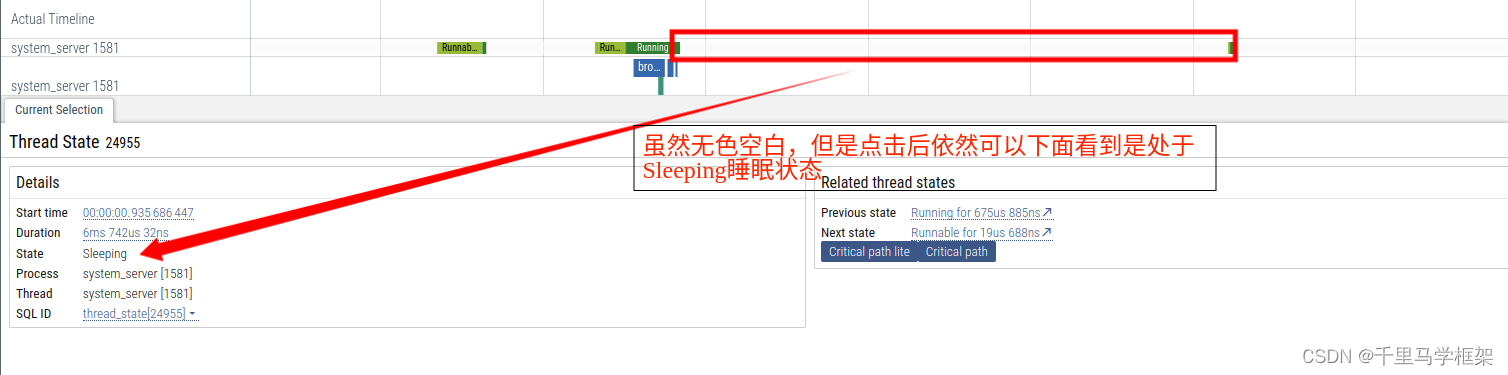 Actual Timeline
system_server 1581
Runnab...
Run...
Running
bro...
system_server 1581
Current Selection
Thread State 24955
虽然无色空白，但是点击后依然可以下面看到是处于
Sleeping睡眠状态
Details
Start time 00:00:00.935 686 447
Duration 6ms 742us 32ns
State Sleeping
Process system_server [1581]
Thread system_server [1581]
SQL ID thread_state[24955]
Related thread states
Previous state Running for 675us 885ns
Next state Runnable for 19us 688ns
Critical path lite Critical path
CSDN @千里马学框架